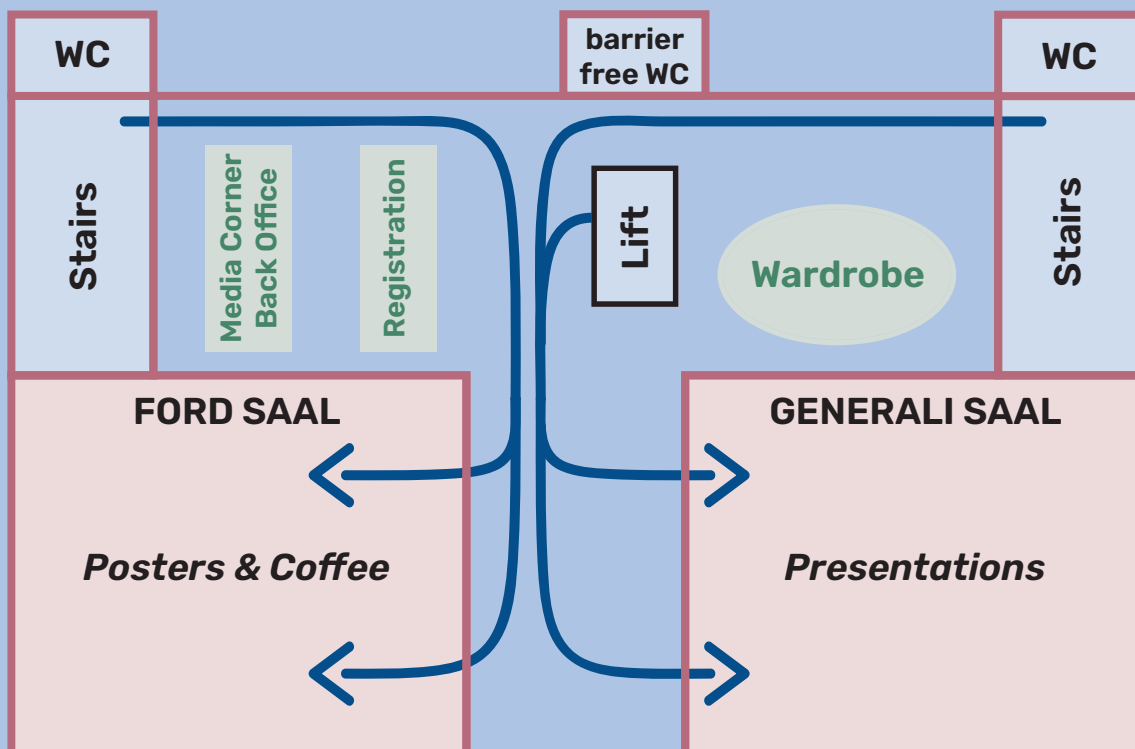 WC
barrier
free WC
WC
Stairs
Media Corner
Back Office
Registration
Lift
Wardrobe
Stairs
FORD SAAL
GENERALI SAAL
Posters & Coffee
Presentations